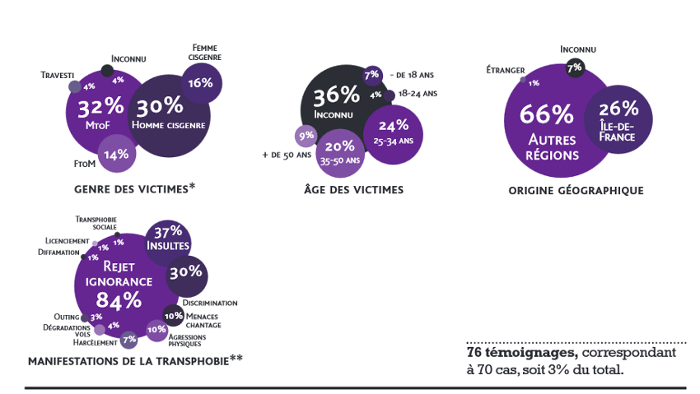 Inconnu
4%
Travesti
4%
Femme
cisgenre
16%
32%
MtoF
30%
Homme cisgenre
FtoM
14%
Genre des victimes*
7%
- de 18 ans
4%
18-24 ans
36%
Inconnu
24%
25-34 ans
9%
+ de 50 ans
20%
35-50 ans
Âge des victimes
Inconnu
7%
Étranger
1%
66%
Autres
régions
26%
Île-de-
France
Origine géographique
Transphobie
sociale
1%
Licenciement
1%
Diffamation
1%
37%
Insultes
Rejet
ignorance
84%
30%
Discrimination
10%
Menaces
chantage
Outing
3%
Dégradations
vols
4%
Harcèlement
7%
10%
Agressions
physiques
Manifestations de la transphobie**
76 témoignages, correspondant
à 70 cas, soit 3% du total.